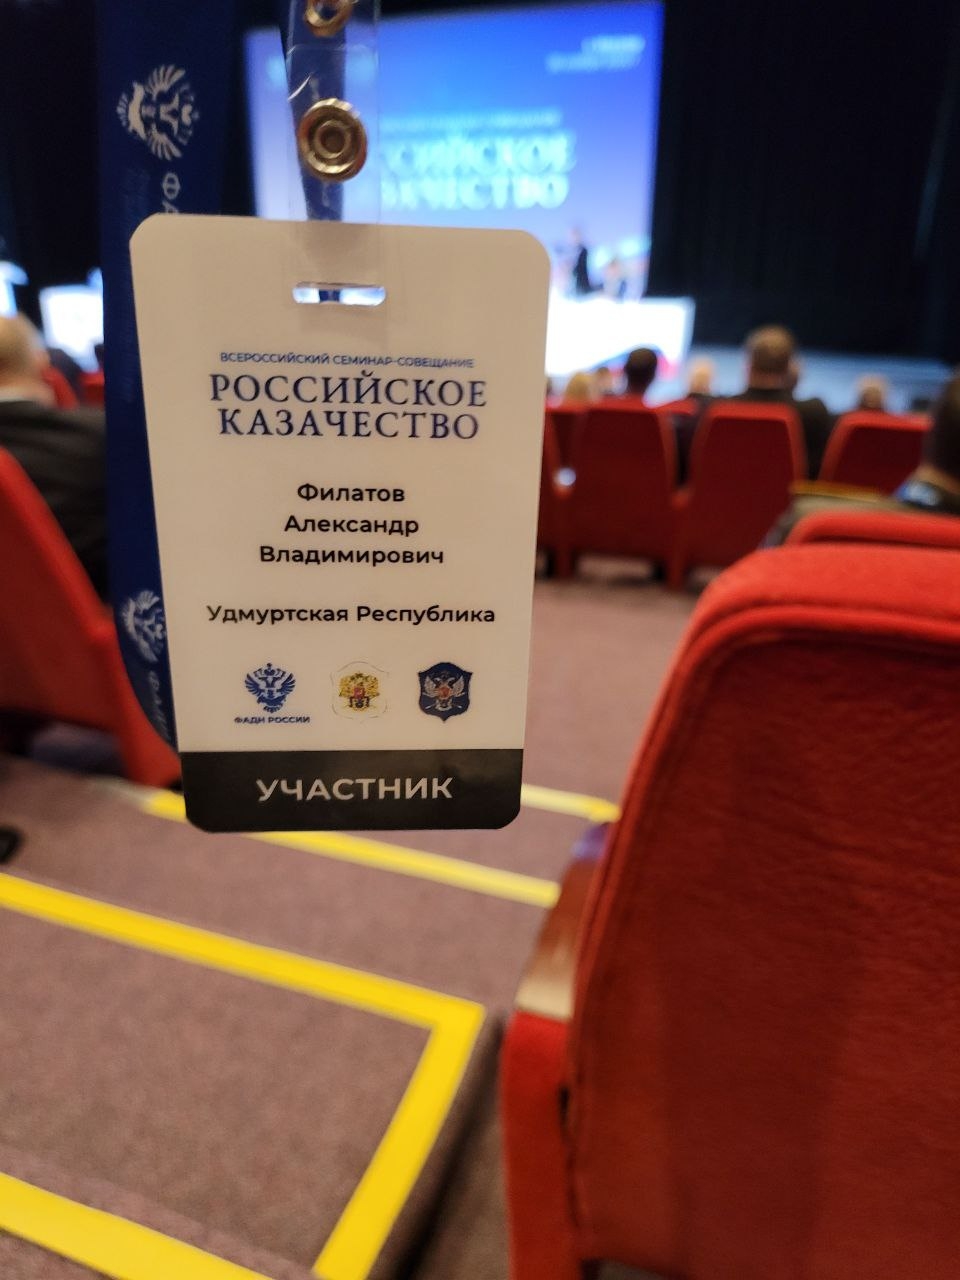 ВСЕРОССИЙСКИЙ СЕМИНАР-СОВЕЩАНИЕ
РОССИЙСКОЕ
КАЗАЧЕСТВО
Филатов
Александр
Владимирович
Удмуртская Республика
ФАДН РОССИИ
УЧАСТНИК